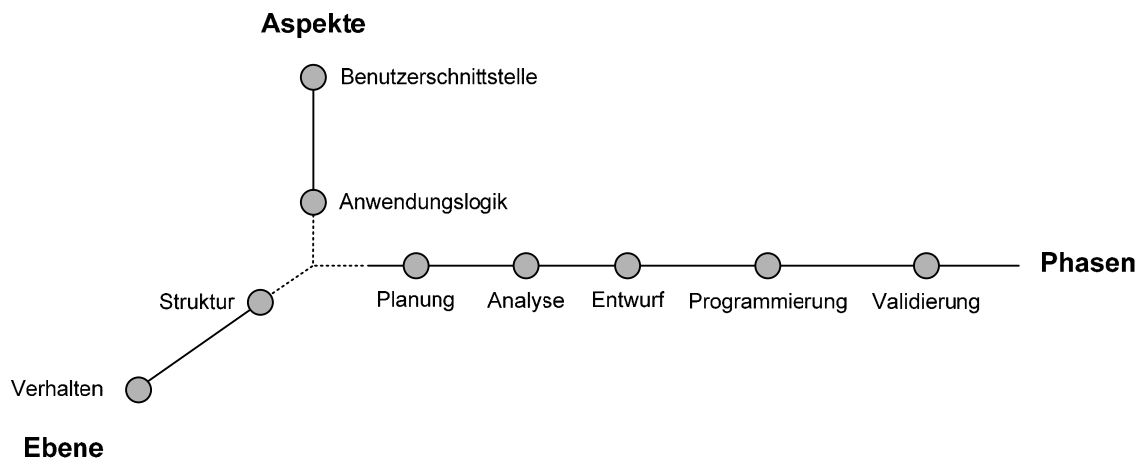 Aspekte
Benutzerschnittstelle
Anwendungslogik
Phasen
Planung
Analyse
Entwurf
Programmierung
Validierung
Struktur
Verhalten
Ebene